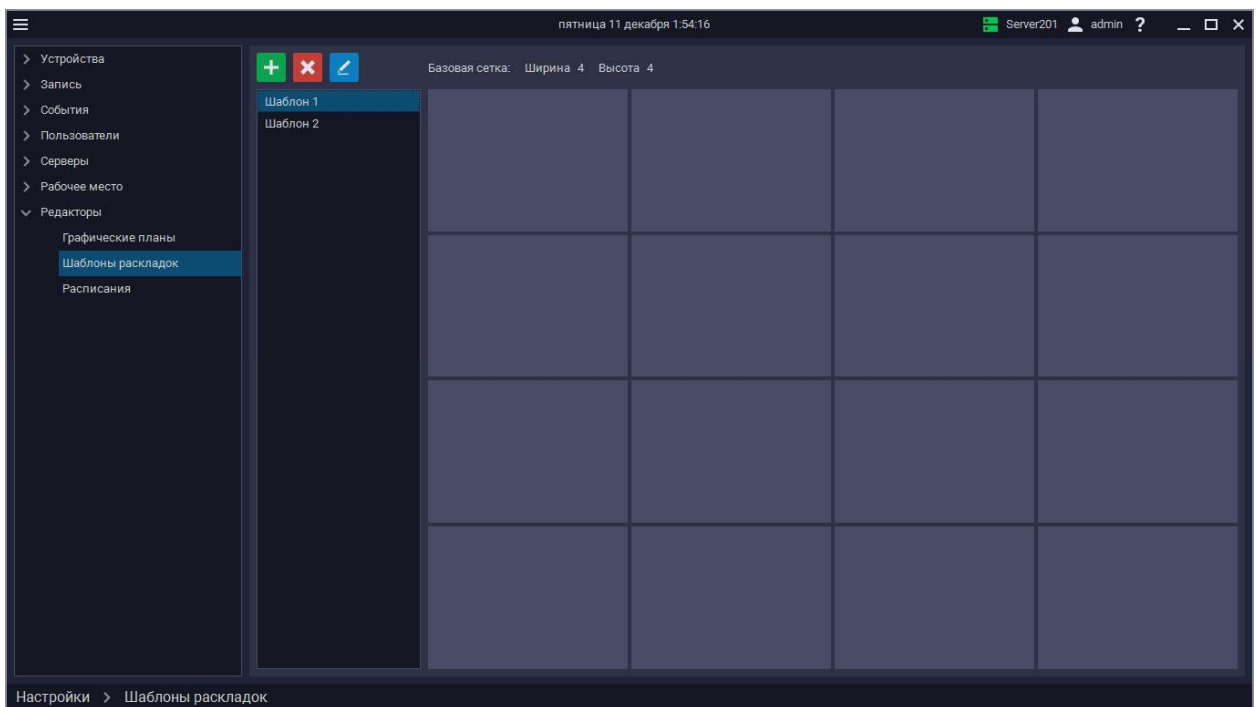 пятница 11 декабря 1:54:16
Server201 admin ?
Устройства
Запись
События
Пользователи
Серверы
Рабочее место
Редакторы
Графические планы
Шаблоны раскладок
Расписания
Базовая сетка: Ширина 4 Высота 4
Шаблон 1
Шаблон 2
Настройки > Шаблоны раскладок